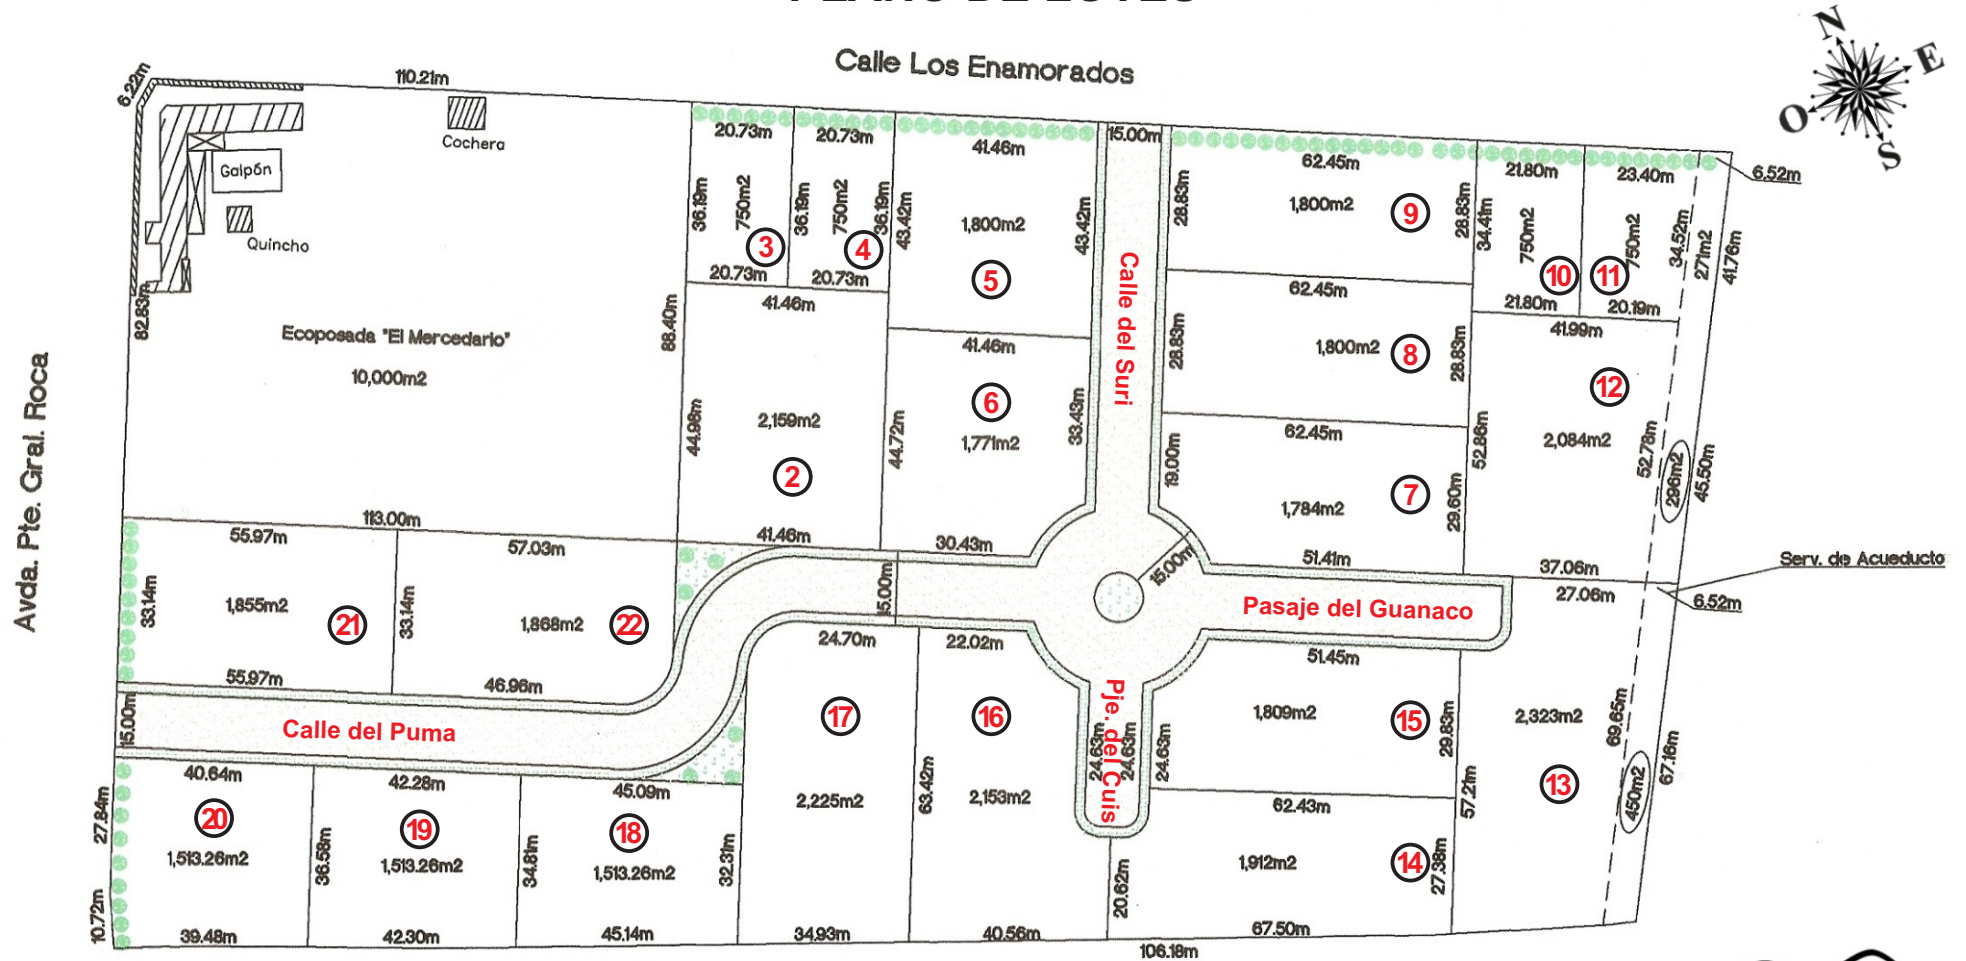 PLANO DE LOTES
Calle Los Enamorados
N
E
O
S
6.22m
110.21m
Cochera
Galpón
Quincho
82.83m
Ecoposada "El Mercedario"
10,000m2
88.40m
113.00m
Avda. Pte. Gral. Roca
20.73m
36.19m
750m2
3
20.73m
20.73m
36.19m
750m2
36.19m
4
20.73m
41.46m
43.42m
1,800m2
43.42m
5
41.46m
44.98m
2,159m2
2
41.46m
41.46m
44.72m
6
1,771m2
33.43m
30.43m
15.00m
Calle del Suri
62.45m
28.83m
1,800m2
9
28.83m
62.45m
28.83m
1,800m2
8
28.83m
62.45m
19.00m
1,784m2
7
29.60m
51.41m
21.80m
34.41m
750m2
10
21.80m
23.40m
750m2
11
34.52m
20.19m
271m2
41.76m
6.52m
41.99m
12
52.86m
2,084m2
52.78m
296m2
45.50m
37.06m
Serv. de Acueducto
6.52m
55.97m
33.14m
1,855m2
21
55.97m
57.03m
33.14m
1,868m2
22
46.96m
15.00m
Calle del Puma
15.00m
15.00m
Pasaje del Guanaco
Pje. del Cuis
24.63m
24.63m
40.64m
27.84m
10.72m
20
1,513.26m2
39.48m
42.28m
36.58m
19
1,513.26m2
42.30m
45.09m
34.81m
18
1,513.26m2
32.31m
45.14m
24.70m
17
2,225m2
34.93m
22.02m
16
63.42m
2,153m2
40.56m
51.45m
24.63m
1,809m2
15
29.83m
62.43m
20.62m
1,912m2
14
27.38m
67.50m
106.18m
27.06m
2,323m2
13
57.21m
69.65m
450m2
67.16m